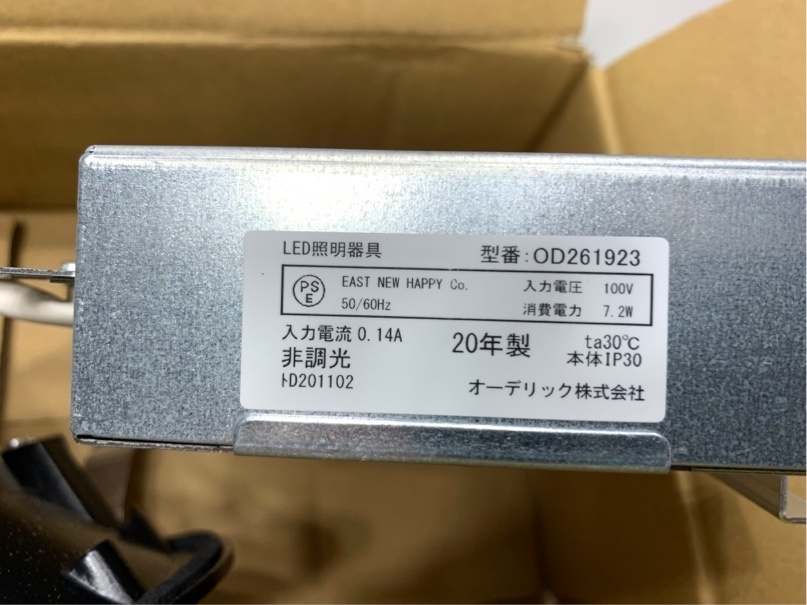 LED照明器具 型番:OD261923
PSE EAST NEW HAPPY Co. 入力電圧 100V
50/60Hz 消費電力 7.2W
入力電流 0.14A 20年製 ta30℃
非調光 本体IP30
ﾄD201102 オーデリック株式会社